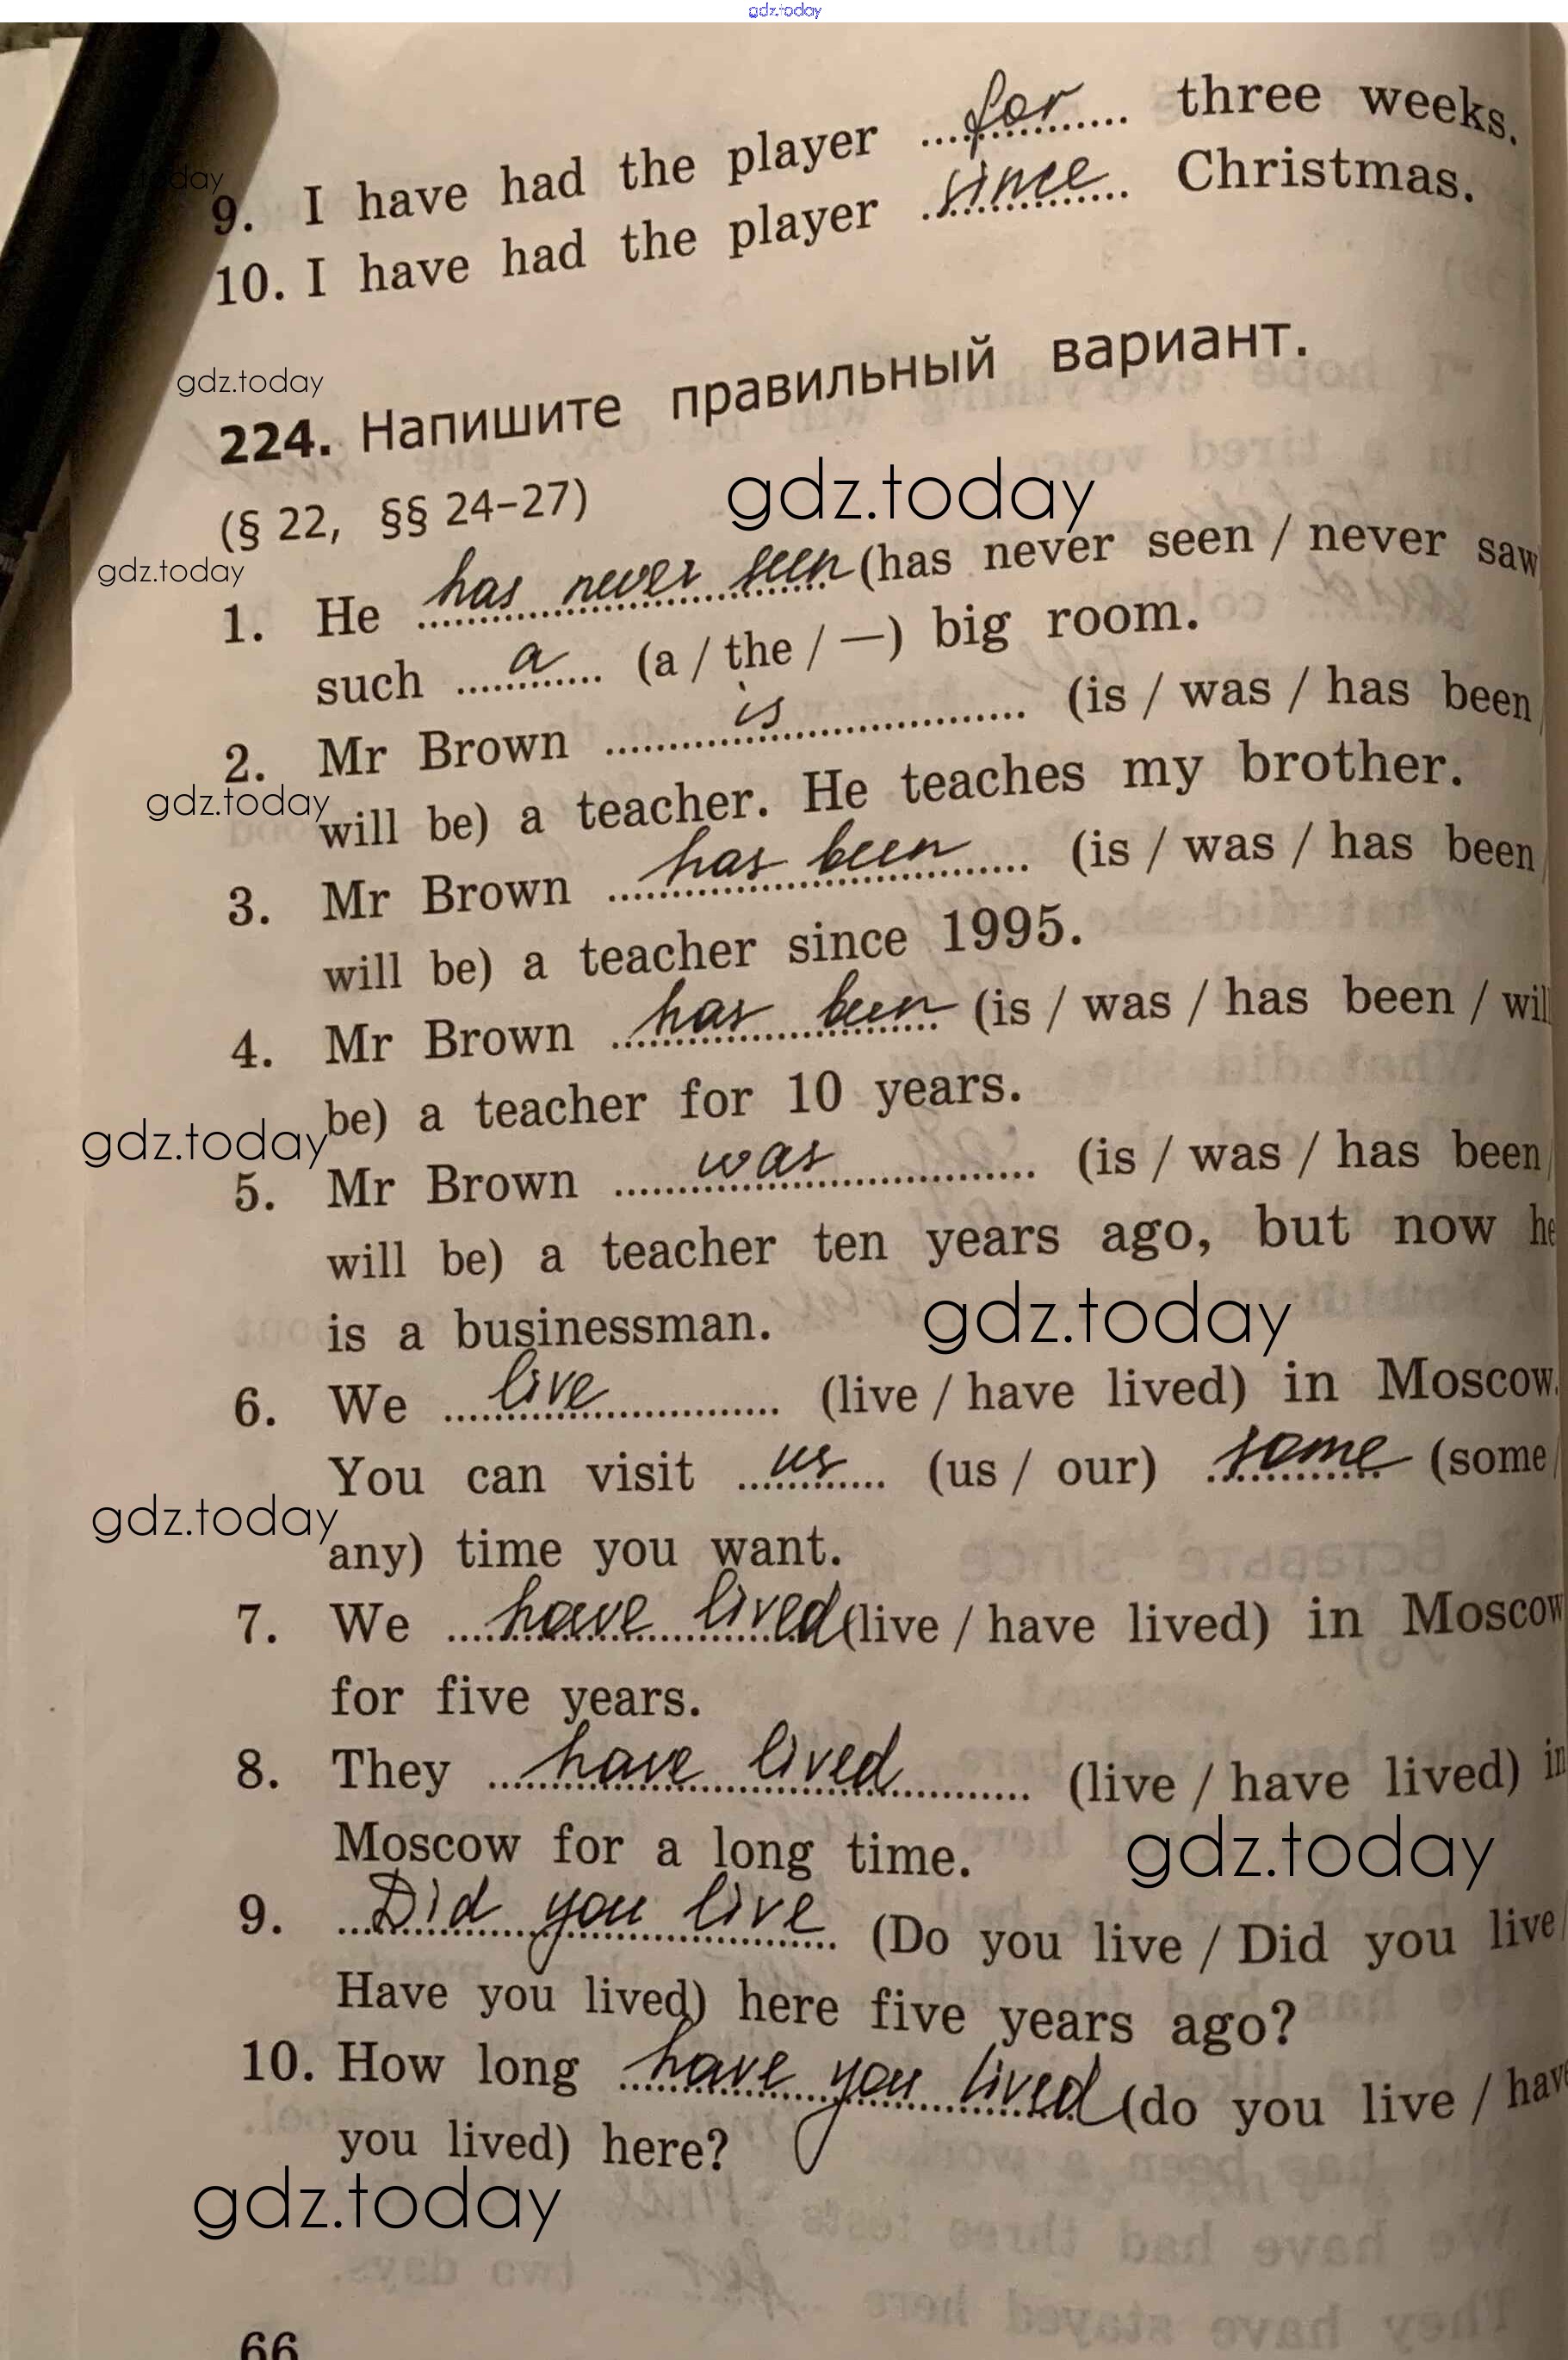 gdz.today
9. I have had the player for three weeks.
10. I have had the player since Christmas.
gdz.today
224. Напишите правильный вариант.
(§ 22, §§ 24–27)
gdz.today
gdz.today
1. He has never seen (has never seen / never saw
such a (a / the / —) big room.
2. Mr Brown is (is / was / has been
gdz.today
will be) a teacher. He teaches my brother.
3. Mr Brown has been (is / was / has been
will be) a teacher since 1995.
4. Mr Brown has been (is / was / has been /
be) a teacher for 10 years.
gdz.today
5. Mr Brown was (is / was / has been
will be) a teacher ten years ago, but now he
is a businessman.
gdz.today
6. We live (live / have lived) in Moscow.
You can visit us (us / our) some (some /
gdz.today
any) time you want.
7. We have lived (live / have lived) in Moscow
for five years.
8. They have lived (live / have lived) in
Moscow for a long time.
gdz.today
9. Did you live (Do you live / Did you live /
Have you lived) here five years ago?
10. How long have you lived (do you live / have
you lived) here?
gdz.today
66